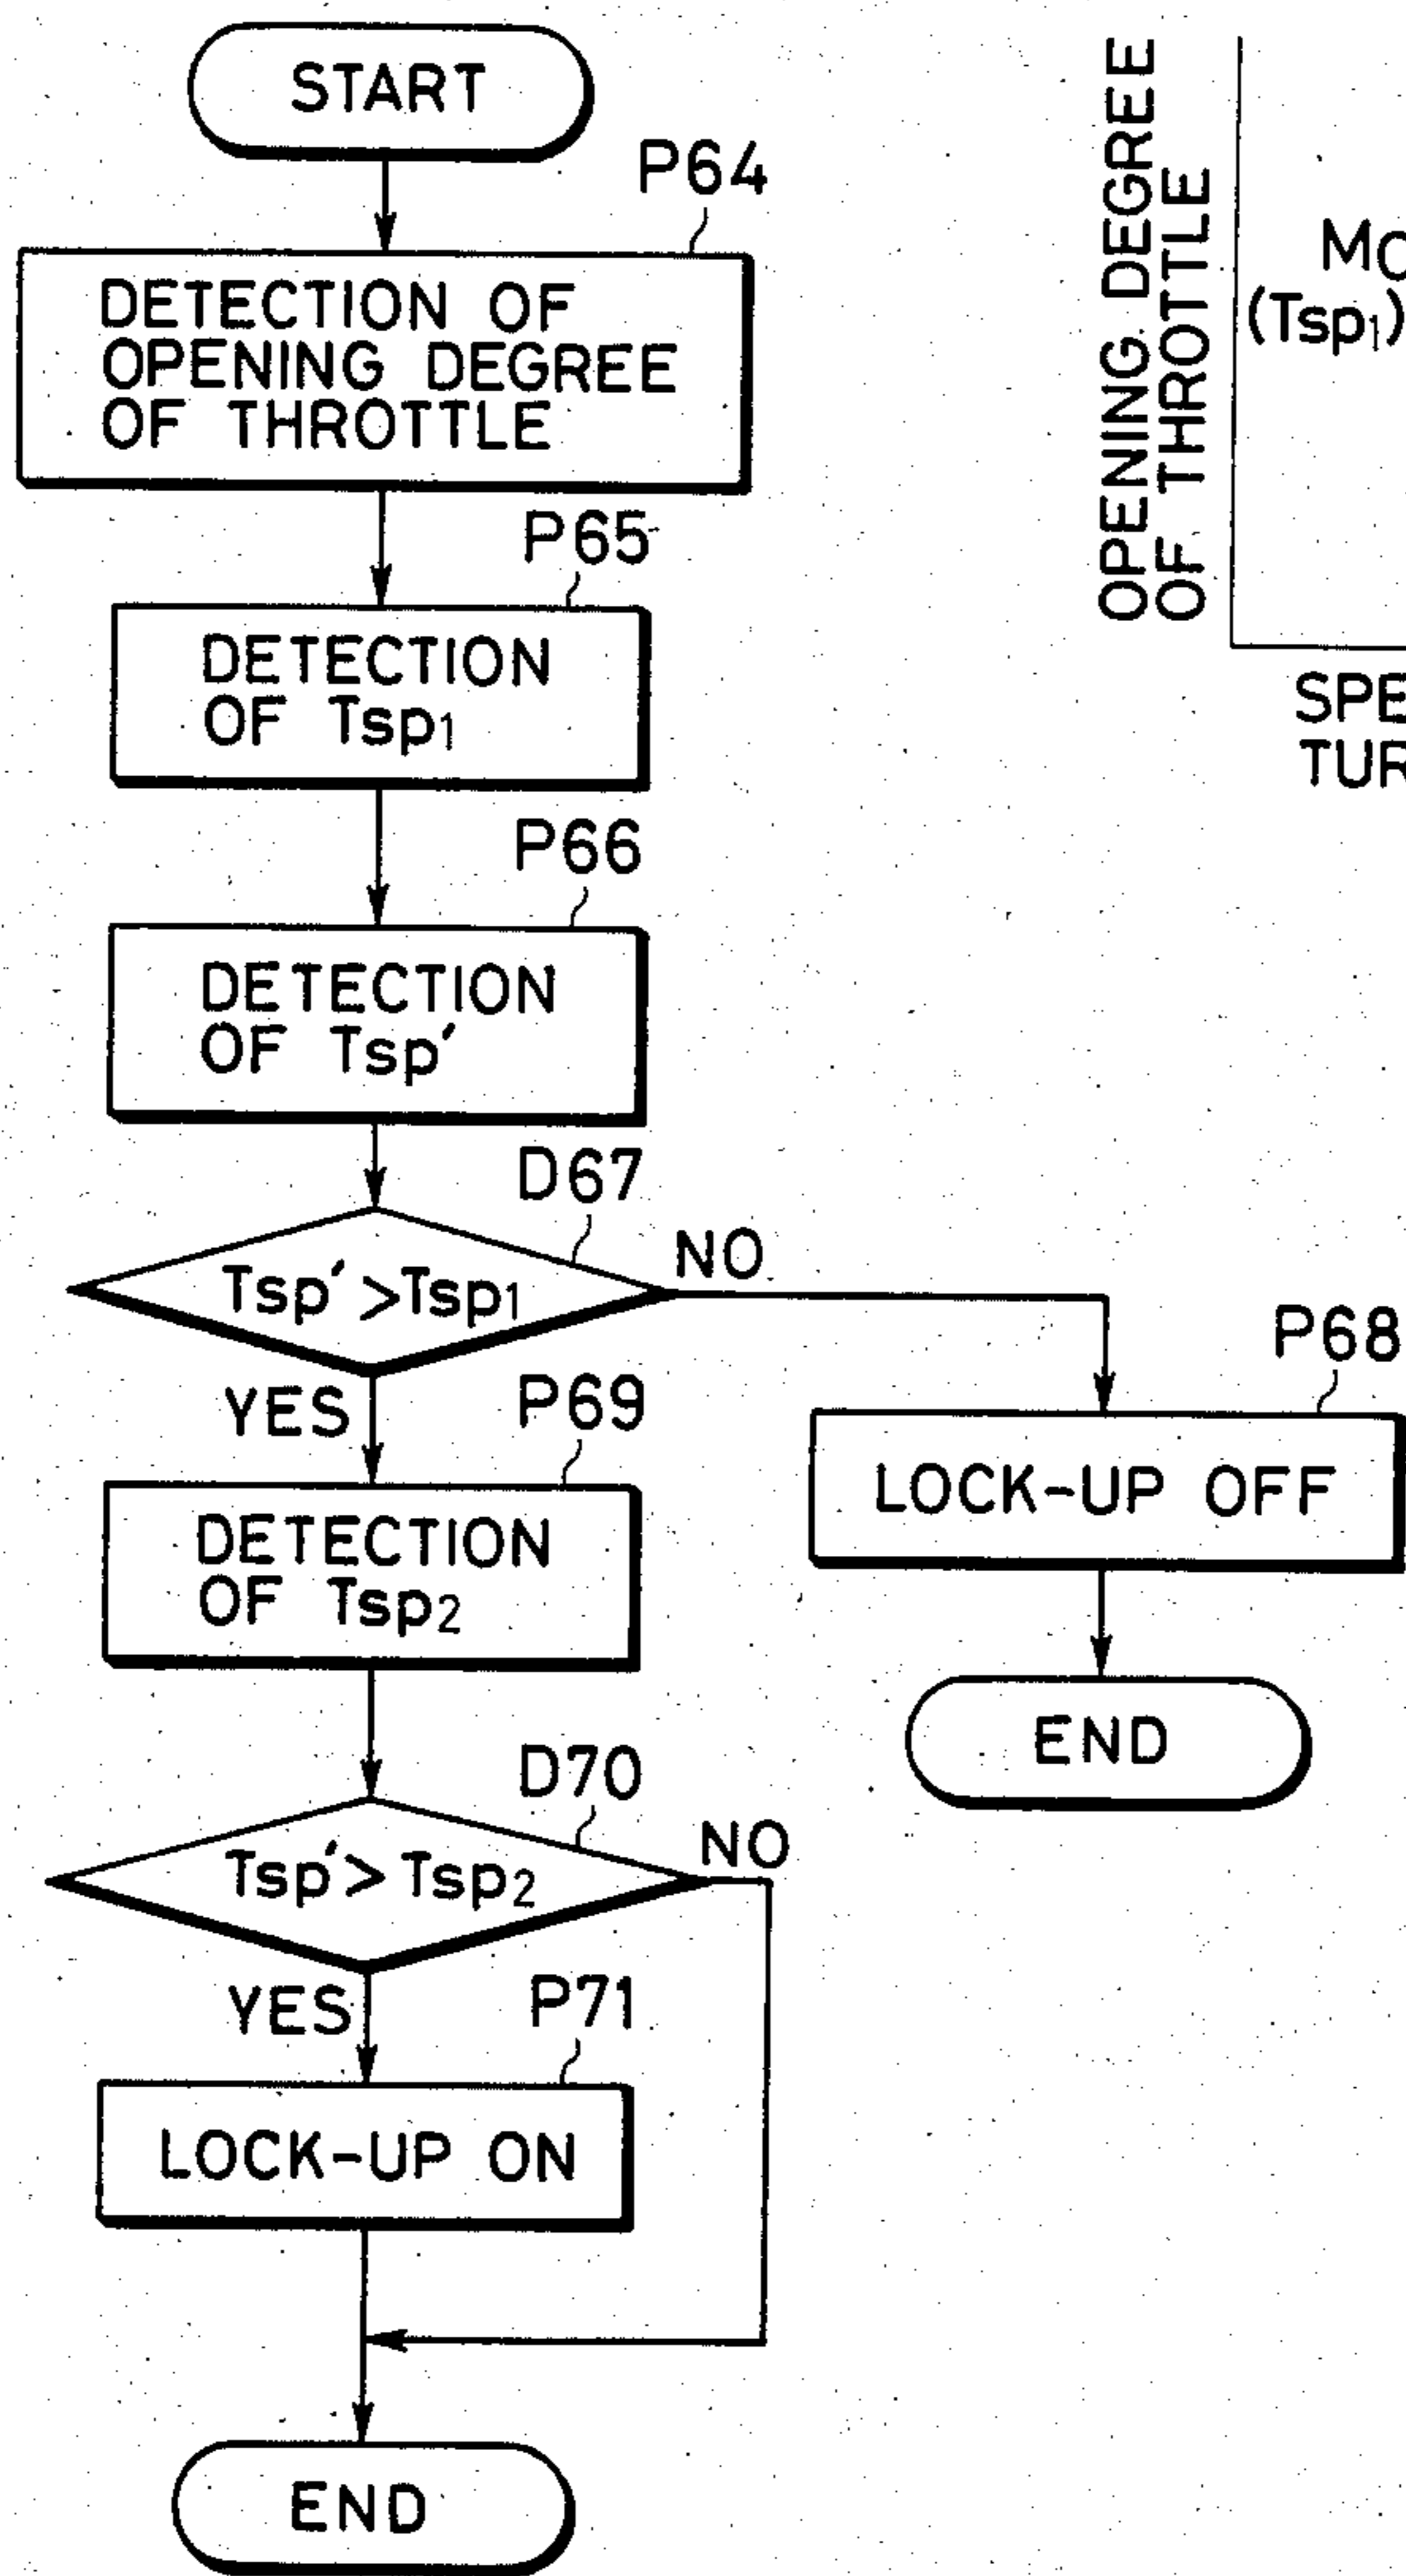 START
P64
DETECTION OF
OPENING DEGREE
OF THROTTLE
P65
DETECTION
OF Tsp1
P66
DETECTION
OF Tsp'
D67
Tsp' >Tsp1
NO
YES
P68
LOCK-UP OFF
END
P69
DETECTION
OF Tsp2
D70
Tsp' > Tsp2
NO
YES
P71
LOCK-UP ON
END
OPENING DEGREE
OF THROTTLE
(Tsp1)